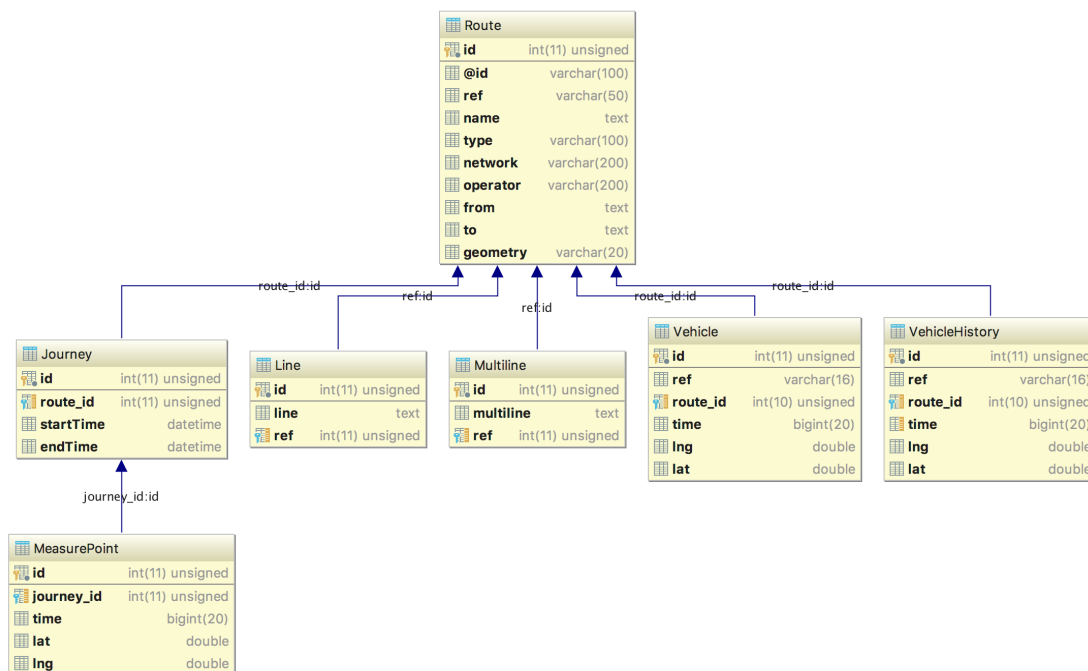 Route
id int(11) unsigned
@id varchar(100)
ref varchar(50)
name text
type varchar(100)
network varchar(200)
operator varchar(200)
from text
to text
geometry varchar(20)
route_id:id
ref:id
ref:id
route_id:id
route_id:id
Journey
id int(11) unsigned
route_id int(11) unsigned
startTime datetime
endTime datetime
Line
id int(11) unsigned
line text
ref int(11) unsigned
Multiline
id int(11) unsigned
multiline text
ref int(11) unsigned
Vehicle
id int(11) unsigned
ref varchar(16)
route_id int(10) unsigned
time bigint(20)
lng double
lat double
VehicleHistory
id int(11) unsigned
ref varchar(16)
route_id int(10) unsigned
time bigint(20)
lng double
lat double
journey_id:id
MeasurePoint
id int(11) unsigned
journey_id int(11) unsigned
time bigint(20)
lat double
lng double